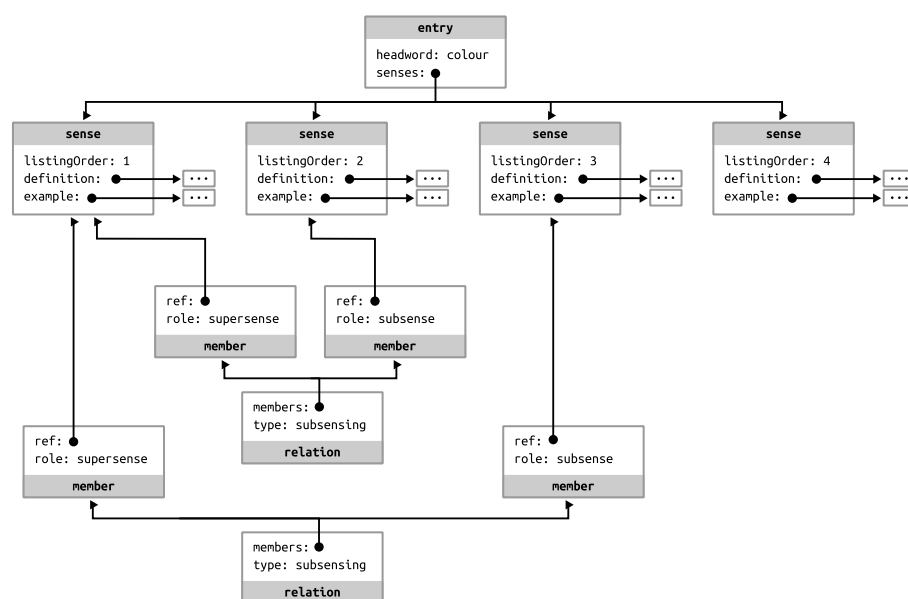 entry
headword: colour
senses:
sense
listingOrder: 1
definition:
...
example:
...
sense
listingOrder: 2
definition:
...
example:
...
sense
listingOrder: 3
definition:
...
example:
...
sense
listingOrder: 4
definition:
...
example:
...
ref:
role: supersense
member
ref:
role: subsense
member
members:
type: subsensing
relation
ref:
role: supersense
member
ref:
role: subsense
member
members:
type: subsensing
relation